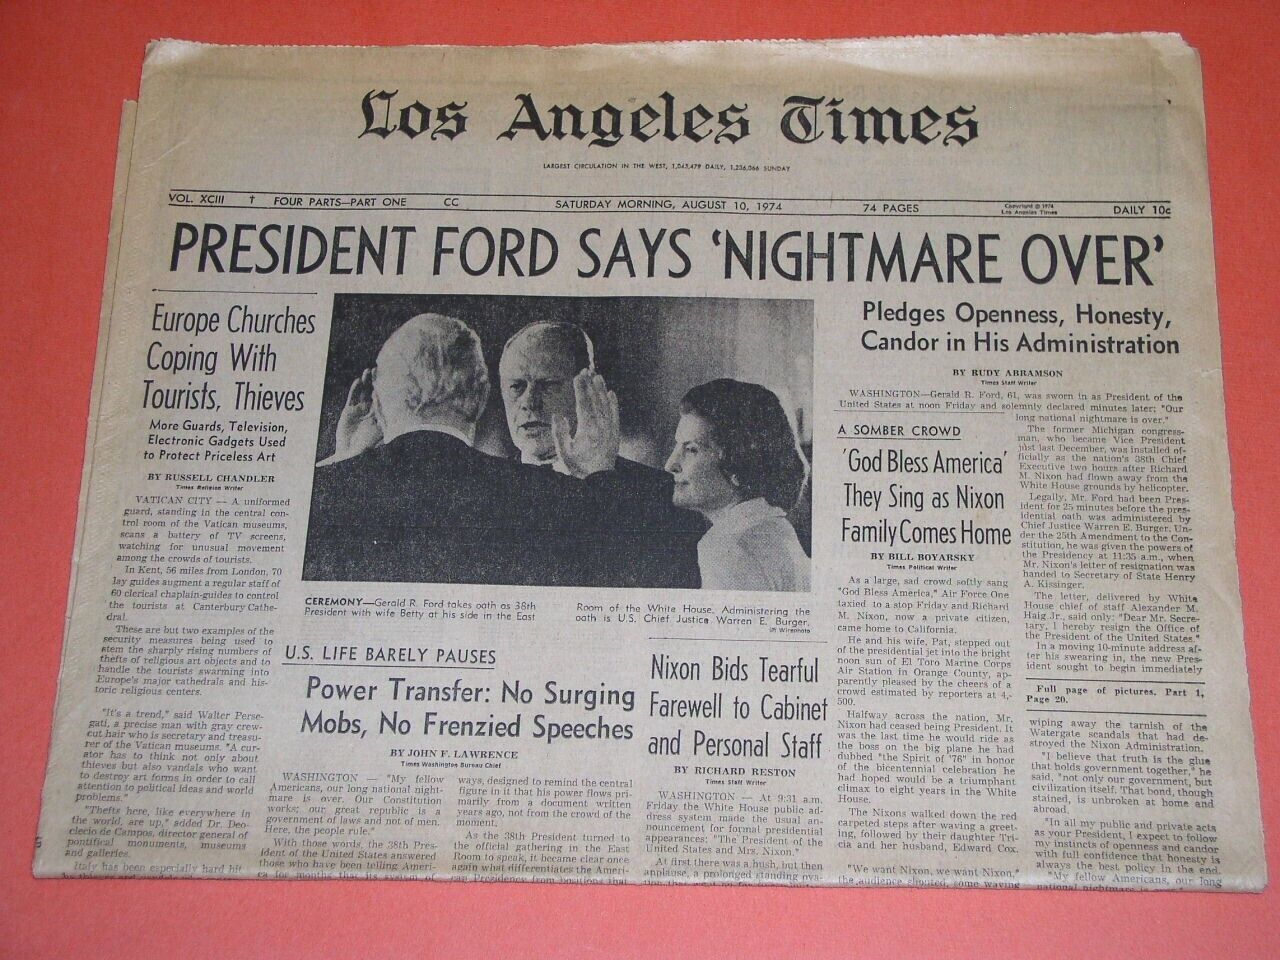 Los Angeles Times
LARGEST CIRCULATION IN THE WEST, 1,045,479 DAILY, 1,236,066 SUNDAY
VOL. XCIII † FOUR PARTS—PART ONE CC SATURDAY MORNING, AUGUST 10, 1974 74 PAGES Copyright © 1974 Los Angeles Times DAILY 10c
PRESIDENT FORD SAYS 'NIGHTMARE OVER'
Europe Churches
Coping With
Tourists, Thieves
More Guards, Television,
Electronic Gadgets Used
to Protect Priceless Art
BY RUSSELL CHANDLER
Times Religion Writer
VATICAN CITY — A uniformed
guard, standing in the central con-
trol room of the Vatican museums,
scans a battery of TV screens,
watching for unusual movement
among the crowds of tourists.
In Kent, 56 miles from London, 70
lay guides augment a regular staff of
60 clerical chaplain-guides to control
the tourists at Canterbury Cathe-
dral.
These are but two examples of the
security measures being used to
stem the sharply rising numbers of
thefts of religious art objects and to
handle the tourists swarming into
Europe's major cathedrals and his-
toric religious centers.
"It's a trend," said Walter Perse-
gati, a precise man with gray crew-
cut hair who is secretary and treasu-
rer of the Vatican museums. "A cur-
ator has to think not only about
thieves but also vandals who want
to destroy art forms in order to call
attention to political ideas and world
problems."
"Thefts here, like everywhere in
the world, are up," added Dr. Deo-
clecio de Campos, director general of
pontifical monuments, museums
and galleries.
Italy has been especially hard hit
CEREMONY—Gerald R. Ford takes oath as 38th
President with wife Betty at his side in the East
Room of the White House. Administering the
oath is U.S. Chief Justice Warren E. Burger.
UPI Wirephoto
U.S. LIFE BARELY PAUSES
Power Transfer: No Surging
Mobs, No Frenzied Speeches
BY JOHN F. LAWRENCE
Times Washington Bureau Chief
WASHINGTON — "My fellow
Americans, our long national night-
mare is over. Our Constitution
works; our great republic is a
government of laws and not of men.
Here, the people rule."
With those words, the 38th Pres-
ident of the United States answered
those who have been telling Ameri-
ca for months that its system
ways, designed to remind the central
figure in it that his power flows pri-
marily from a document written
years ago, not from the crowd of the
moment.
As the 38th President turned to
the official gathering in the East
Room to speak, it became clear once
again what differentiates the Ameri-
can Presidency from positions that
Nixon Bids Tearful
Farewell to Cabinet
and Personal Staff
BY RICHARD RESTON
Times Staff Writer
WASHINGTON — At 9:31 a.m.
Friday the White House public ad-
dress system made the usual an-
nouncement for formal presidential
appearances: "The President of the
United States and Mrs. Nixon."
At first there was a hush, but then
applause, a prolonged standing ova-
Pledges Openness, Honesty,
Candor in His Administration
BY RUDY ABRAMSON
Times Staff Writer
WASHINGTON—Gerald R. Ford, 61, was sworn in as President of the
United States at noon Friday and solemnly declared minutes later: "Our
long national nightmare is over."
The former Michigan congress-
man, who became Vice President
just last December, was installed of-
ficially as the nation's 38th Chief
Executive two hours after Richard
M. Nixon had flown away from the
White House grounds by helicopter.
Legally, Mr. Ford had been Pres-
ident for 25 minutes before the pres-
idential oath was administered by
Chief Justice Warren E. Burger. Un-
der the 25th Amendment to the Con-
stitution, he was given the powers of
the Presidency at 11:35 a.m., when
Mr. Nixon's letter of resignation was
handed to Secretary of State Henry
A. Kissinger.
The letter, delivered by White
House chief of staff Alexander M.
Haig Jr., said only: "Dear Mr. Secre-
tary, I hereby resign the Office of
the President of the United States."
In a moving 10-minute address af-
ter his swearing in, the new Pres-
ident sought to begin immediately
Full page of pictures, Part 1,
Page 20.
wiping away the tarnish of the
Watergate scandals that had de-
stroyed the Nixon Administration.
"I believe that truth is the glue
that holds government together," he
said, "not only our government, but
civilization itself. That bond, though
stained, is unbroken at home and
abroad.
"In all my public and private acts
as your President, I expect to follow
my instincts of openness and candor
with full confidence that honesty is
always the best policy in the end.
"My fellow Americans, our long
national nightmare is over.
A SOMBER CROWD
'God Bless America'
They Sing as Nixon
Family Comes Home
BY BILL BOYARSKY
Times Political Writer
As a large, sad crowd softly sang
"God Bless America," Air Force One
taxied to a stop Friday and Richard
M. Nixon, now a private citizen,
came home to California.
He and his wife, Pat, stepped out
of the presidential jet into the bright
noon sun of El Toro Marine Corps
Air Station in Orange County, ap-
parently pleased by the cheers of a
crowd estimated by reporters at 4,-
500.
Halfway across the nation, Mr.
Nixon had ceased being President. It
was the last time he would ride as
the boss on the big plane he had
dubbed the "Spirit of '76" in honor
of the bicentennial celebration he
had hoped would be a triumphant
climax to eight years in the White
House.
The Nixons walked down the red
carpeted steps after waving a greet-
ing, followed by their daughter Tri-
cia and her husband, Edward Cox.
"We want Nixon, we want Nixon,"
the audience shouted, some waving